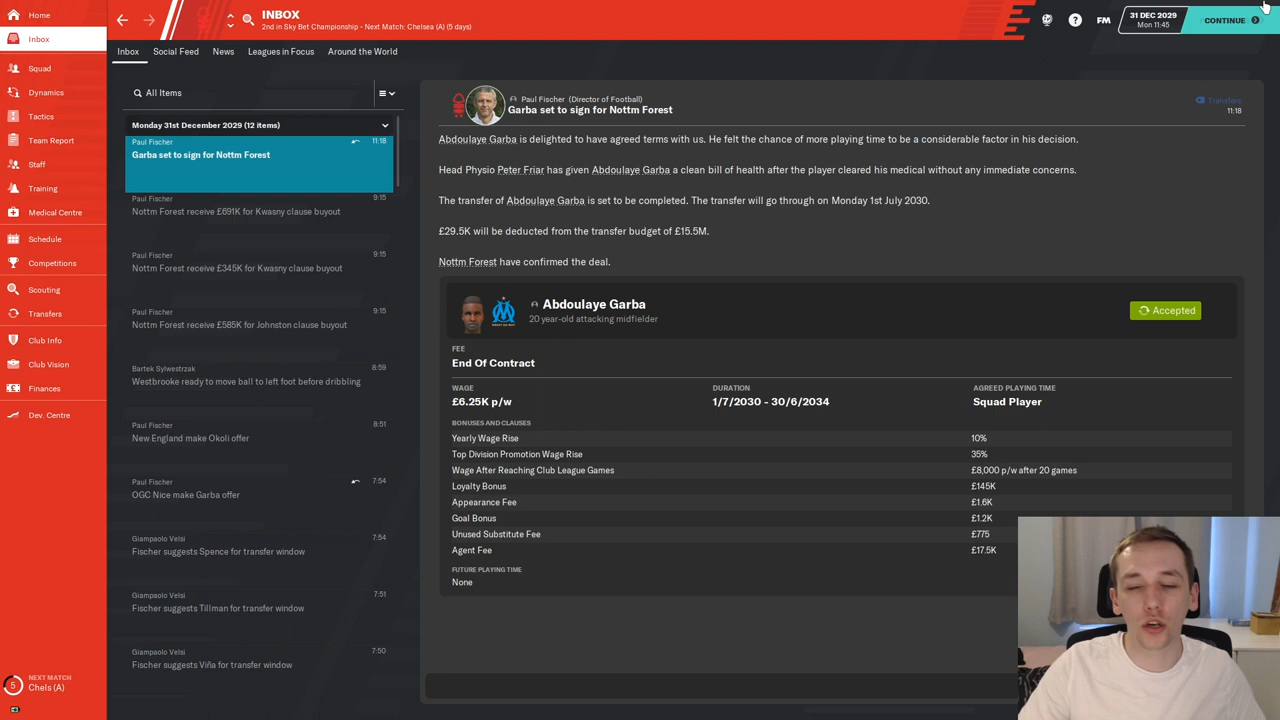 Home
Inbox
Squad
Dynamics
Tactics
Team Report
Staff
Training
Medical Centre
Schedule
Competitions
Scouting
Transfers
Club Info
Club Vision
Finances
Dev. Centre
5
NEXT MATCH
Chels (A)
INBOX
2nd in Sky Bet Championship - Next Match: Chelsea (A) (5 days)
?
FM
31 DEC 2029
Mon 11:45
CONTINUE
Inbox
Social Feed
News
Leagues in Focus
Around the World
All Items
Monday 31st December 2029 (12 items)
Paul Fischer
11:18
Garba set to sign for Nottm Forest
Paul Fischer
9:15
Nottm Forest receive £691K for Kwasny clause buyout
Paul Fischer
9:15
Nottm Forest receive £345K for Kwasny clause buyout
Paul Fischer
9:15
Nottm Forest receive £585K for Johnston clause buyout
Bartek Sylwestrzak
8:59
Westbrooke ready to move ball to left foot before dribbling
Paul Fischer
8:51
New England make Okoli offer
Paul Fischer
7:54
OGC Nice make Garba offer
Giampaolo Velsi
7:54
Fischer suggests Spence for transfer window
Giampaolo Velsi
7:51
Fischer suggests Tillman for transfer window
Giampaolo Velsi
7:50
Fischer suggests Viña for transfer window
Paul Fischer (Director of Football)
Garba set to sign for Nottm Forest
Transfers
11:18
Abdoulaye Garba is delighted to have agreed terms with us. He felt the chance of more playing time to be a considerable factor in his decision.
Head Physio Peter Friar has given Abdoulaye Garba a clean bill of health after the player cleared his medical without any immediate concerns.
The transfer of Abdoulaye Garba is set to be completed. The transfer will go through on Monday 1st July 2030.
£29.5K will be deducted from the transfer budget of £15.5M.
Nottm Forest have confirmed the deal.
Abdoulaye Garba
20 year-old attacking midfielder
Accepted
FEE
End Of Contract
WAGE
£6.25K p/w
DURATION
1/7/2030 - 30/6/2034
AGREED PLAYING TIME
Squad Player
BONUSES AND CLAUSES
Yearly Wage Rise
10%
Top Division Promotion Wage Rise
35%
Wage After Reaching Club League Games
£8,000 p/w after 20 games
Loyalty Bonus
£145K
Appearance Fee
£1.6K
Goal Bonus
£1.2K
Unused Substitute Fee
£775
Agent Fee
£17.5K
FUTURE PLAYING TIME
None